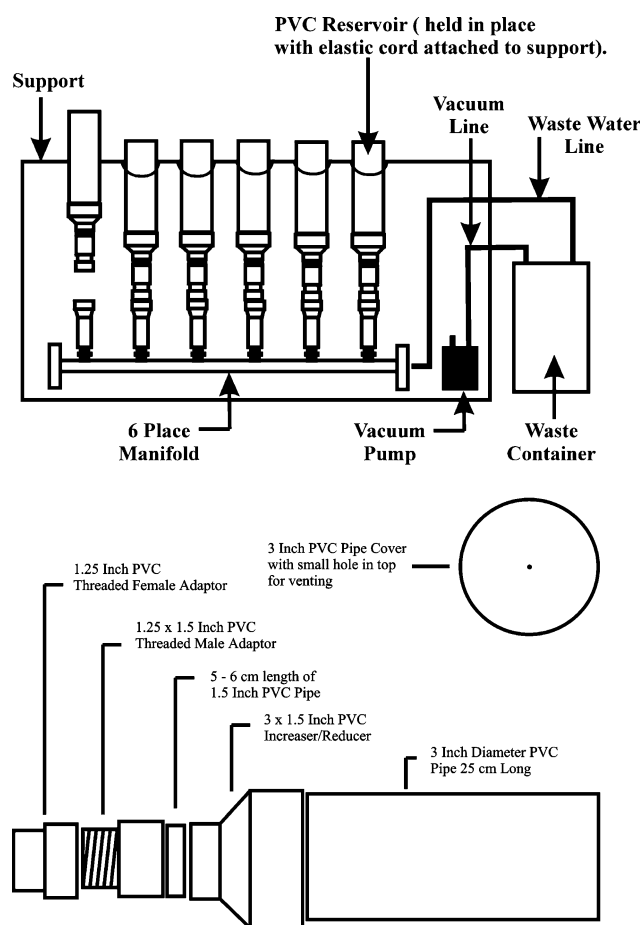 PVC Reservoir ( held in place
with elastic cord attached to support).
Support
Vacuum
Line
Waste Water
Line
6 Place
Manifold
Vacuum
Pump
Waste
Container
3 Inch PVC Pipe Cover
with small hole in top
for venting
1.25 Inch PVC
Threaded Female Adaptor
1.25 x 1.5 Inch PVC
Threaded Male Adaptor
5 - 6 cm length of
1.5 Inch PVC Pipe
3 x 1.5 Inch PVC
Increaser/Reducer
3 Inch Diameter PVC
Pipe 25 cm Long